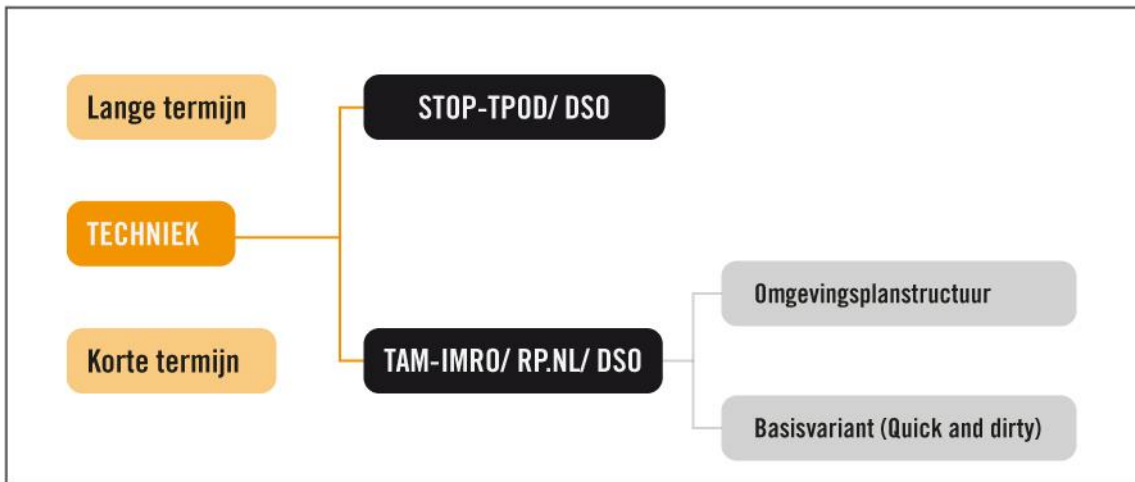 Lange termijn
STOP-TPOD/ DSO
TECHNIEK
Omgevingsplanstructuur
Korte termijn
TAM-IMRO/ RP.NL/ DSO
Basisvariant (Quick and dirty)